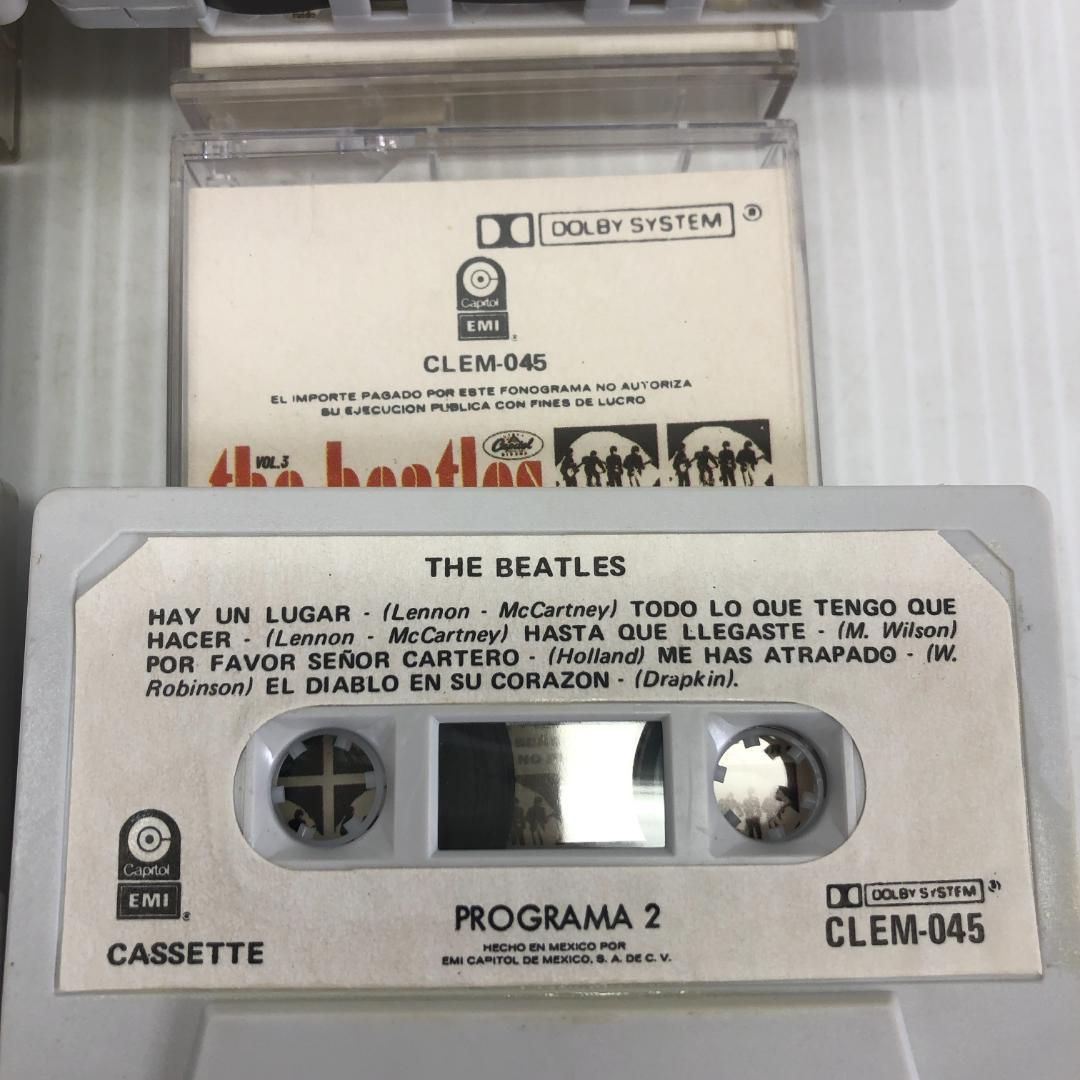 DOLBY SYSTEM ®
Capitol
EMI
CLEM-045
EL IMPORTE PAGADO POR ESTE FONOGRAMA NO AUTORIZA
SU EJECUCION PUBLICA CON FINES DE LUCRO
VOL.3
the beatles
Capitol
THE BEATLES
HAY UN LUGAR - (Lennon - McCartney) TODO LO QUE TENGO QUE
HACER - (Lennon - McCartney) HASTA QUE LLEGASTE - (M. Wilson)
POR FAVOR SEÑOR CARTERO - (Holland) ME HAS ATRAPADO - (W.
Robinson) EL DIABLO EN SU CORAZON - (Drapkin).
Capitol
EMI ®
CASSETTE
PROGRAMA 2
HECHO EN MEXICO POR
EMI CAPITOL DE MEXICO, S. A. DE C. V.
DOLBY SYSTEM
CLEM-045